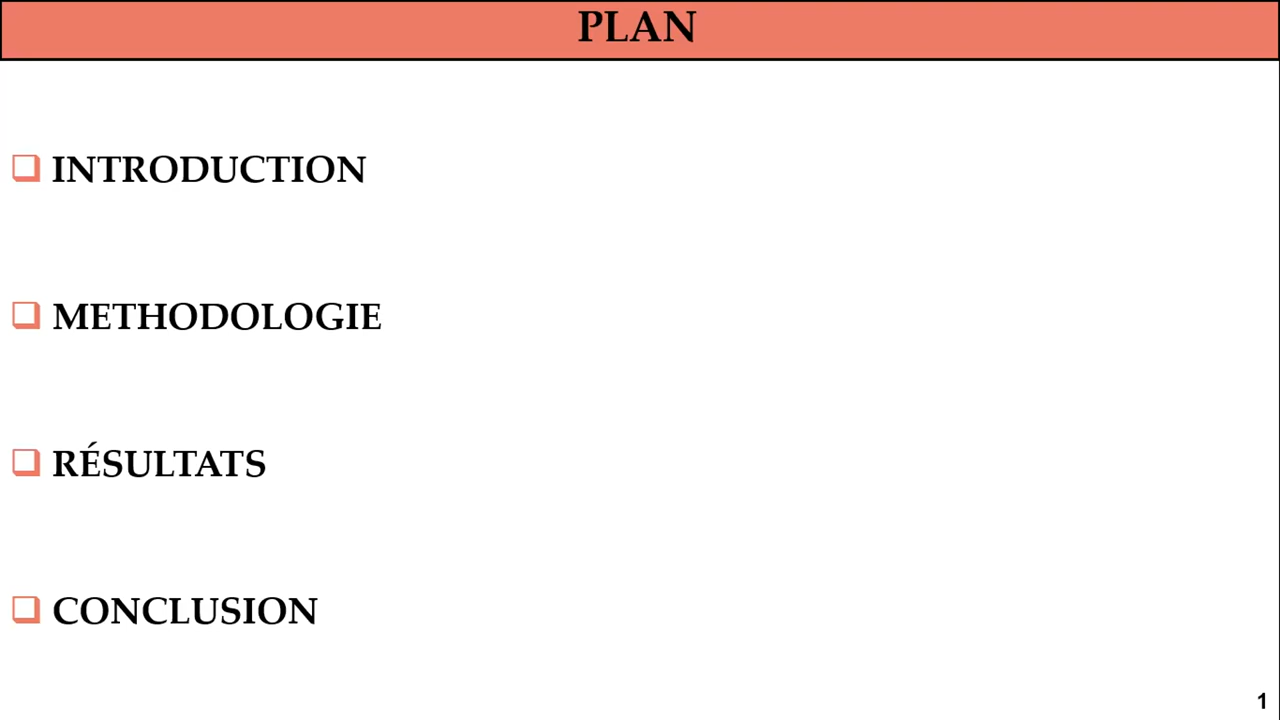 PLAN
INTRODUCTION
METHODOLOGIE
RÉSULTATS
CONCLUSION
1